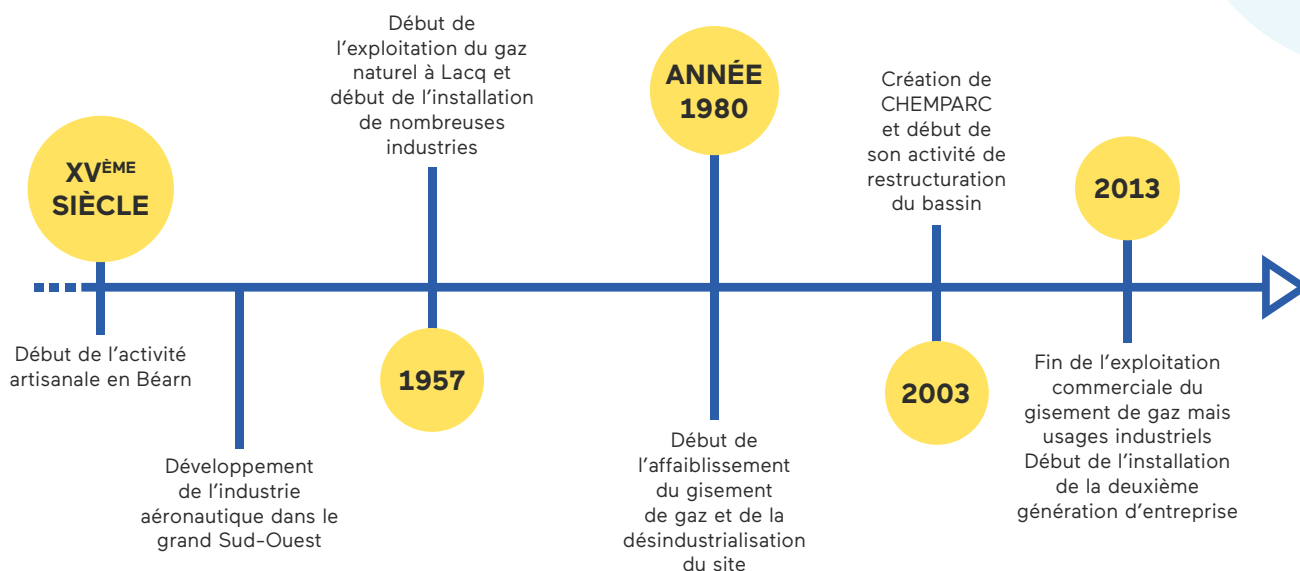 XVÈME
SIÈCLE
Début de l'activité
artisanale en Béarn
Développement
de l'industrie
aéronautique dans le
grand Sud-Ouest
Début de
l'exploitation du gaz
naturel à Lacq et
début de l'installation
de nombreuses
industries
1957
ANNÉE
1980
Début de
l'affaiblissement
du gisement
de gaz et de la
désindustrialisation
du site
Création de
CHEMPARC
et début de
son activité de
restructuration
du bassin
2003
2013
Fin de l'exploitation
commerciale du
gisement de gaz mais
usages industriels
Début de l'installation
de la deuxième
génération d'entreprise